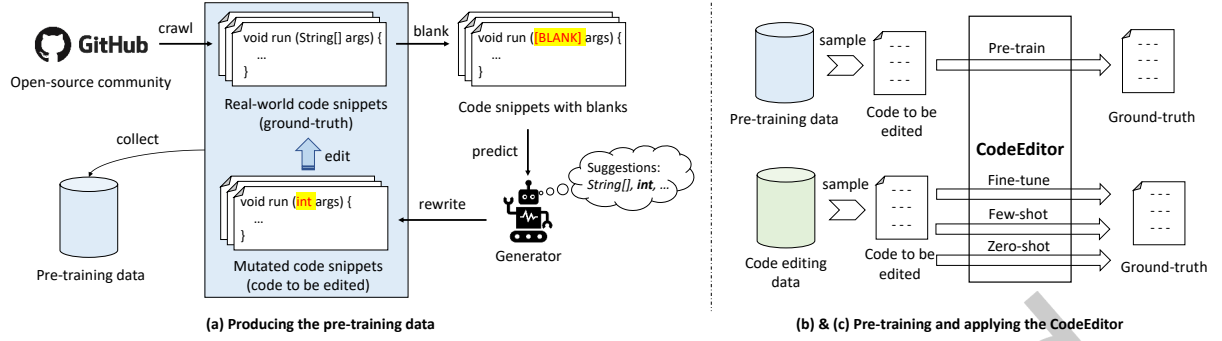 GitHub
Open-source community
crawl
void run (String[] args) {
...
}
Real-world code snippets
(ground-truth)
blank
void run ([BLANK] args) {
...
}
Code snippets with blanks
predict
Suggestions:
String[], int, ...
Generator
rewrite
edit
void run (int args) {
...
}
Mutated code snippets
(code to be edited)
collect
Pre-training data
(a) Producing the pre-training data
Pre-training data
sample
Code to be
edited
Pre-train
Ground-truth
CodeEditor
Code editing
data
sample
Code to be
edited
Fine-tune
Few-shot
Zero-shot
Ground-truth
(b) & (c) Pre-training and applying the CodeEditor